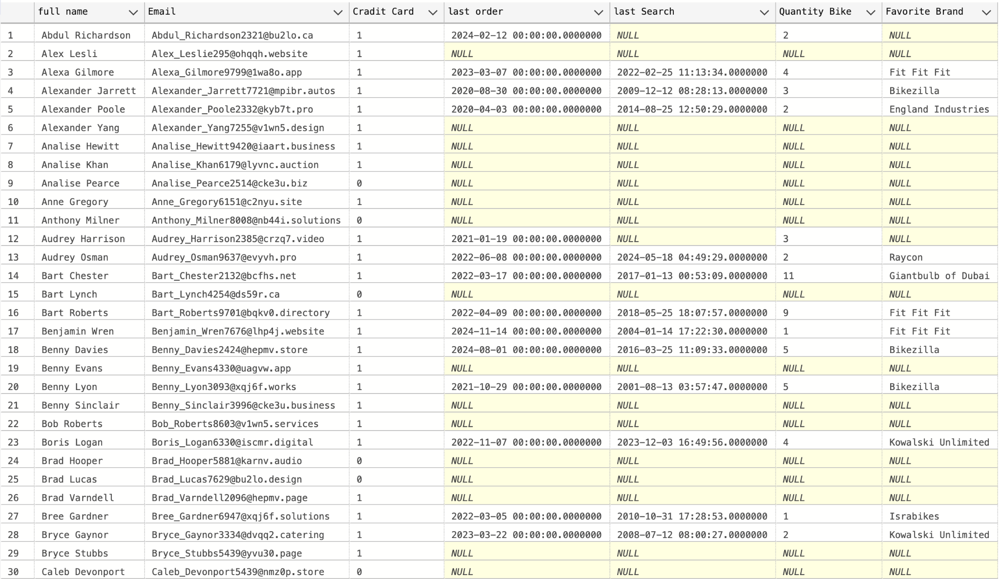 full name Email Cradit Card last order last Search Quantity Bike Favorite Brand
1 Abdul Richardson Abdul_Richardson2321@bu2lo.ca 1 2024-02-12 00:00:00.0000000 NULL 2 NULL
2 Alex Lesli Alex_Leslie295@ohqqh.website 1 NULL NULL NULL NULL
3 Alexa Gilmore Alexa_Gilmore9799@1wa8o.app 1 2023-03-07 00:00:00.0000000 2022-02-25 11:13:34.0000000 4 Fit Fit Fit
4 Alexander Jarrett Alexander_Jarrett7721@mpibr.autos 1 2020-08-30 00:00:00.0000000 2009-12-12 08:28:13.0000000 3 Bikezilla
5 Alexander Poole Alexander_Poole2332@kyb7t.pro 1 2020-04-03 00:00:00.0000000 2014-08-25 12:50:29.0000000 2 England Industries
6 Alexander Yang Alexander_Yang7255@v1wn5.design 1 NULL NULL NULL NULL
7 Analise Hewitt Analise_Hewitt9420@iaart.business 1 NULL NULL NULL NULL
8 Analise Khan Analise_Khan6179@lyvnc.auction 1 NULL NULL NULL NULL
9 Analise Pearce Analise_Pearce2514@cke3u.biz 0 NULL NULL NULL NULL
10 Anne Gregory Anne_Gregory6151@c2nyu.site 1 NULL NULL NULL NULL
11 Anthony Milner Anthony_Milner8008@nb44i.solutions 0 NULL NULL NULL NULL
12 Audrey Harrison Audrey_Harrison2385@crzq7.video 1 2021-01-19 00:00:00.0000000 NULL 3 NULL
13 Audrey Osman Audrey_Osman9637@evyvh.pro 1 2022-06-08 00:00:00.0000000 2024-05-18 04:49:29.0000000 2 Raycon
14 Bart Chester Bart_Chester2132@bcfhs.net 1 2022-03-17 00:00:00.0000000 2017-01-13 00:53:09.0000000 11 Giantbulb of Dubai
15 Bart Lynch Bart_Lynch4254@ds59r.ca 0 NULL NULL NULL NULL
16 Bart Roberts Bart_Roberts9701@bqkv0.directory 1 2022-04-09 00:00:00.0000000 2018-05-25 18:07:57.0000000 9 Fit Fit Fit
17 Benjamin Wren Benjamin_Wren7676@lhp4j.website 1 2024-11-14 00:00:00.0000000 2004-01-14 17:22:30.0000000 1 Fit Fit Fit
18 Benny Davies Benny_Davies2424@hepmv.store 1 2024-08-01 00:00:00.0000000 2016-03-25 11:09:33.0000000 5 Bikezilla
19 Benny Evans Benny_Evans4330@uagvw.app 1 NULL NULL NULL NULL
20 Benny Lyon Benny_Lyon3093@xqj6f.works 1 2021-10-29 00:00:00.0000000 2001-08-13 03:57:47.0000000 5 Bikezilla
21 Benny Sinclair Benny_Sinclair3996@cke3u.business 1 NULL NULL NULL NULL
22 Bob Roberts Bob_Roberts8603@v1wn5.services 1 NULL NULL NULL NULL
23 Boris Logan Boris_Logan6330@iscmr.digital 1 2022-11-07 00:00:00.0000000 2023-12-03 16:49:56.0000000 4 Kowalski Unlimited
24 Brad Hooper Brad_Hooper5881@karnv.audio 0 NULL NULL NULL NULL
25 Brad Lucas Brad_Lucas7629@bu2lo.design 0 NULL NULL NULL NULL
26 Brad Varndell Brad_Varndell2096@hepmv.page 1 NULL NULL NULL NULL
27 Bree Gardner Bree_Gardner6947@xqj6f.solutions 1 2022-03-05 00:00:00.0000000 2010-10-31 17:28:53.0000000 1 Israbikes
28 Bryce Gaynor Bryce_Gaynor3334@dvqq2.catering 1 2023-03-22 00:00:00.0000000 2008-07-12 08:00:27.0000000 2 Kowalski Unlimited
29 Bryce Stubbs Bryce_Stubbs5439@yvu30.page 1 NULL NULL NULL NULL
30 Caleb Devonport Caleb_Devonport5439@nmz0p.store 0 NULL NULL NULL NULL